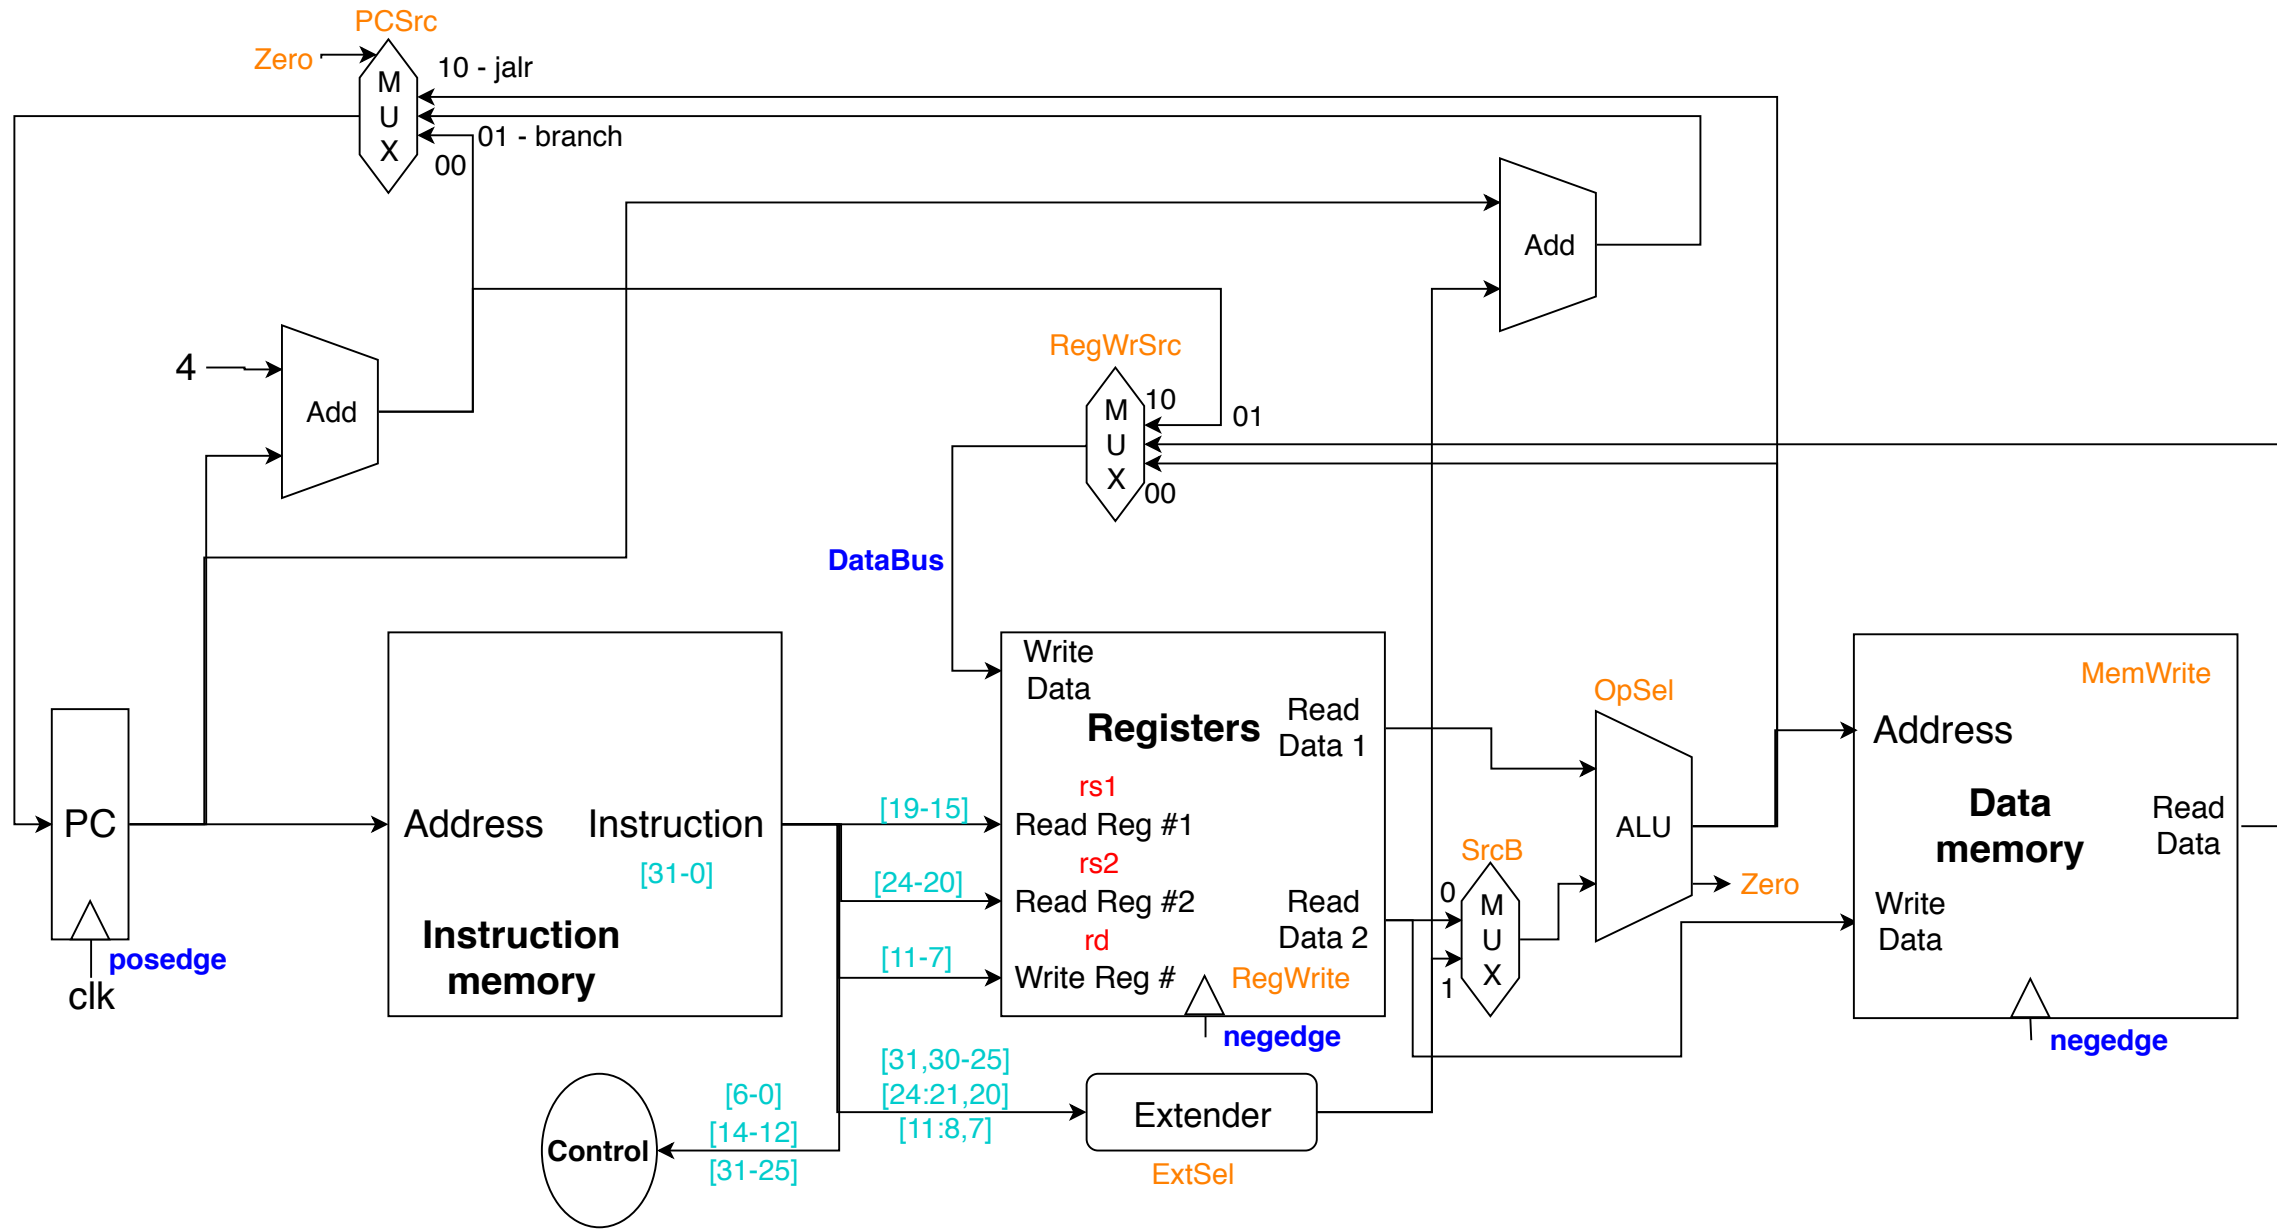 PCSrc
Zero
M
U
X
10 - jalr
01 - branch
00
Add
4
Add
RegWrSrc
M
U
X
10
01
00
DataBus
PC
posedge
clk
Address
Instruction
[31-0]
Instruction
memory
[19-15]
[24-20]
[11-7]
Write
Data
Registers
Read
Data 1
rs1
Read Reg #1
rs2
Read Reg #2
rd
Write Reg #
Read
Data 2
RegWrite
negedge
0
1
SrcB
M
U
X
OpSel
ALU
Zero
MemWrite
Address
Data
memory
Read
Data
Write
Data
negedge
Control
[6-0]
[14-12]
[31-25]
[31,30-25]
[24:21,20]
[11:8,7]
Extender
ExtSel